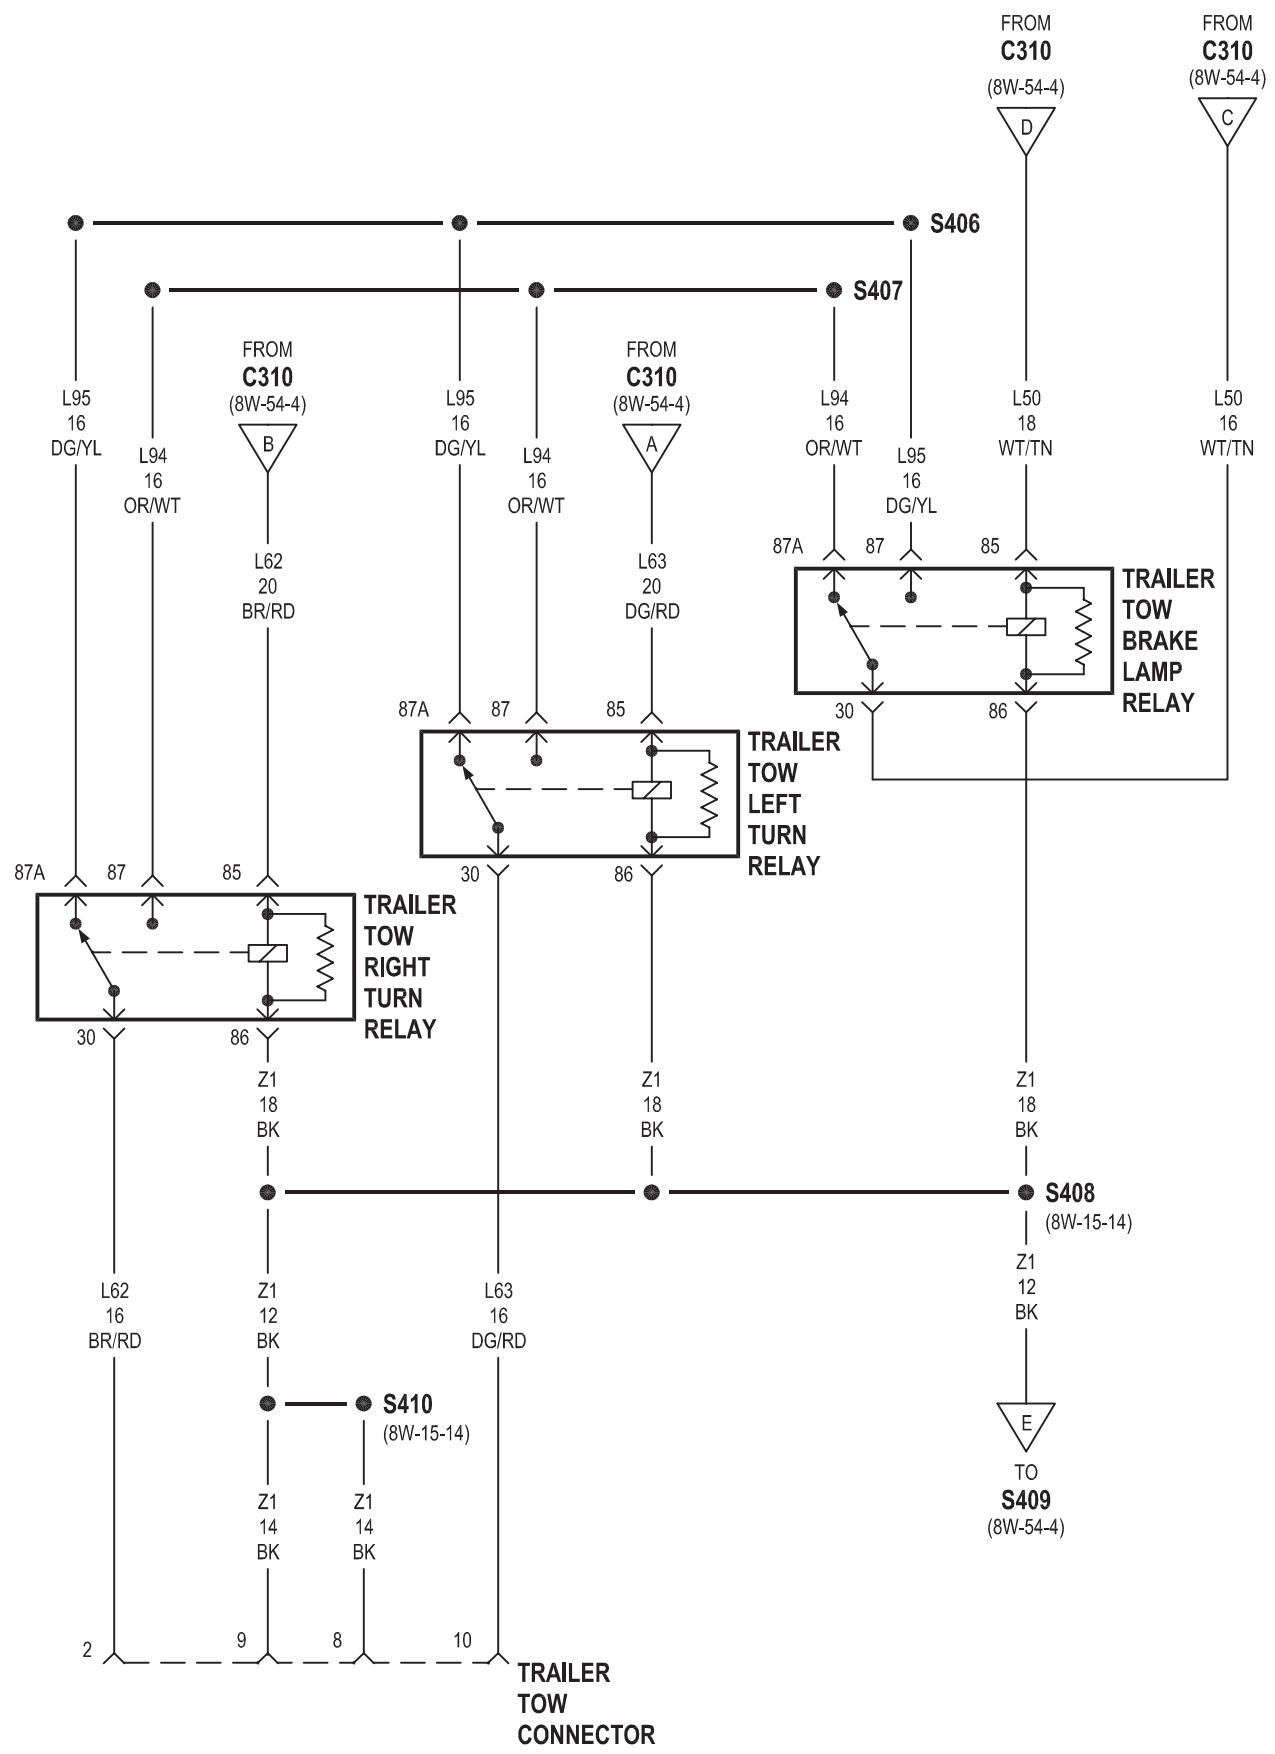 FROM
C310
(8W-54-4)
D
FROM
C310
(8W-54-4)
C
S406
S407
FROM
C310
(8W-54-4)
B
FROM
C310
(8W-54-4)
A
L95
16
DG/YL
L94
16
OR/WT
L95
16
DG/YL
L94
16
OR/WT
L94
16
OR/WT
L95
16
DG/YL
L50
18
WT/TN
L50
16
WT/TN
L62
20
BR/RD
L63
20
DG/RD
87A
87
85
TRAILER
TOW
BRAKE
LAMP
RELAY
30
86
87A
87
85
TRAILER
TOW
LEFT
TURN
RELAY
30
86
87A
87
85
TRAILER
TOW
RIGHT
TURN
RELAY
30
86
Z1
18
BK
Z1
18
BK
Z1
18
BK
S408
(8W-15-14)
L62
16
BR/RD
Z1
12
BK
L63
16
DG/RD
Z1
12
BK
S410
(8W-15-14)
E
TO
S409
(8W-54-4)
Z1
14
BK
Z1
14
BK
2
9
8
10
TRAILER
TOW
CONNECTOR